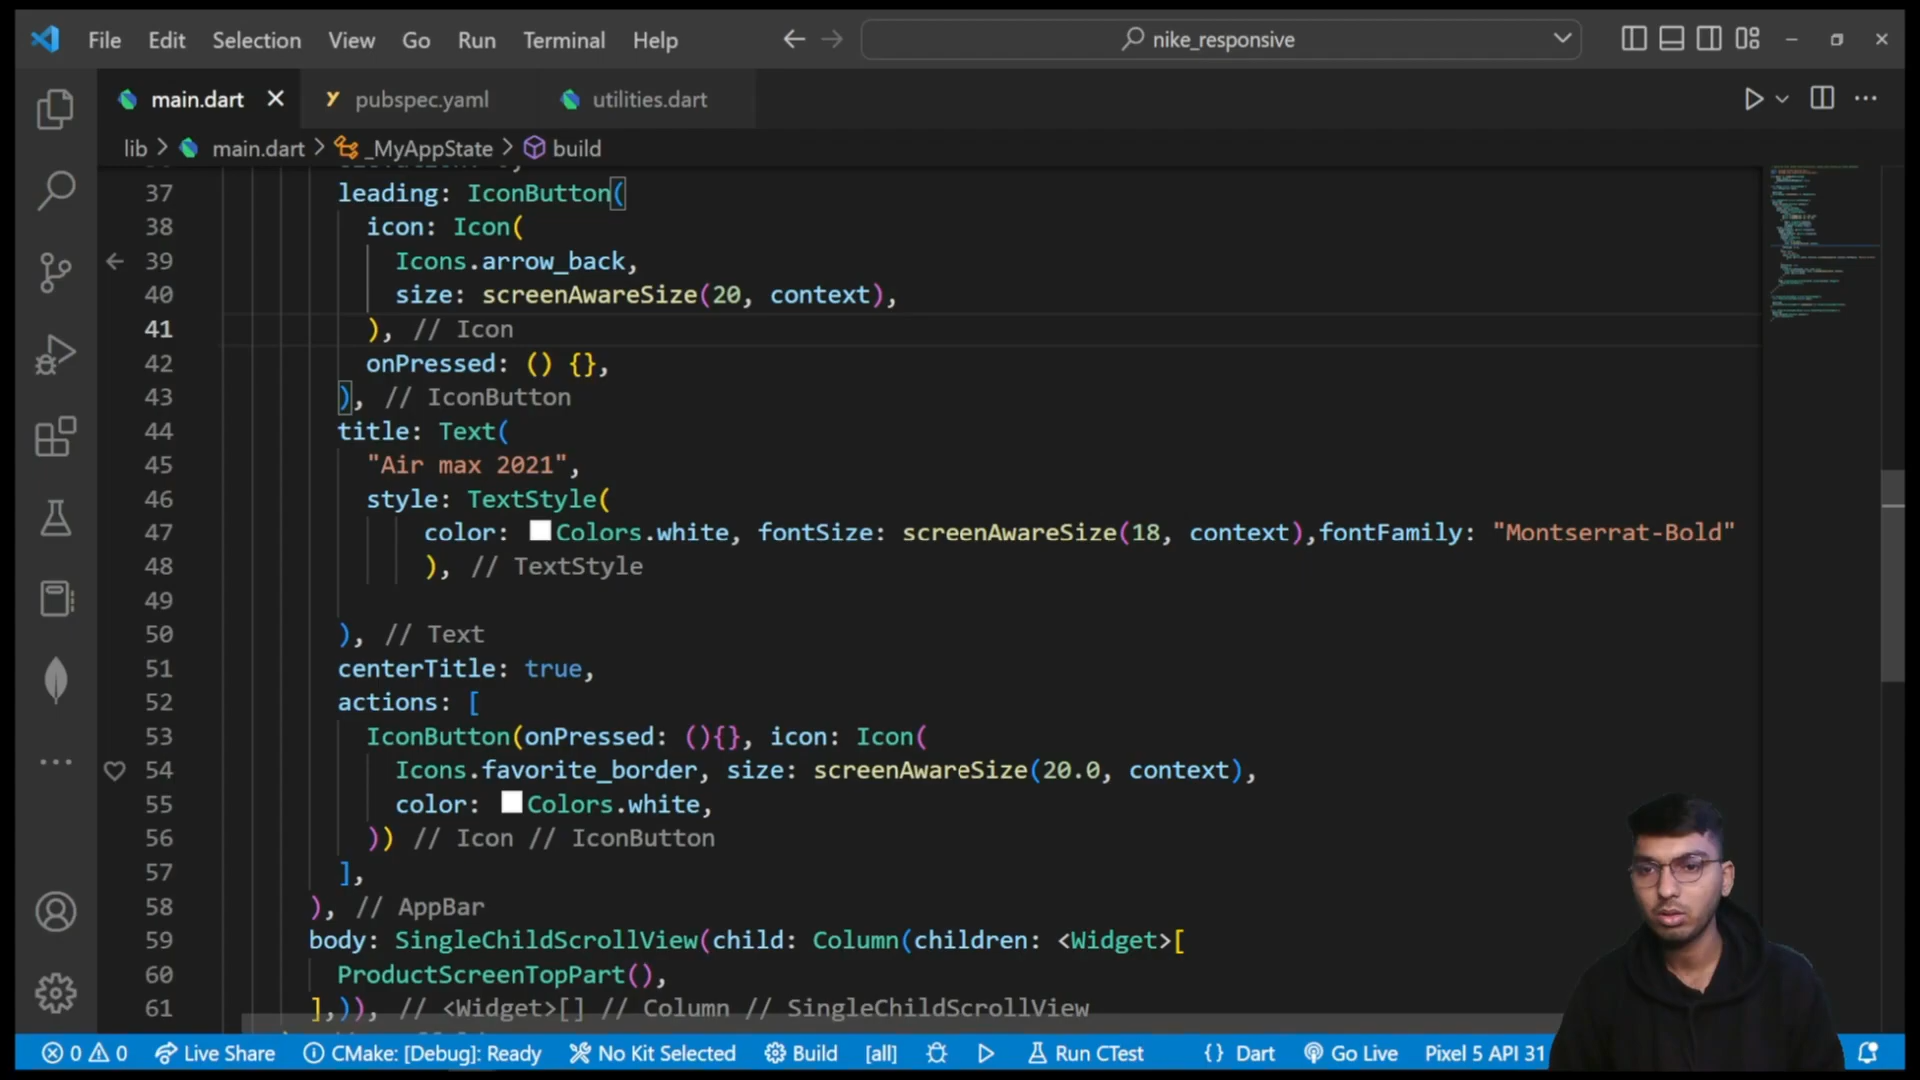 File Edit Selection View Go Run Terminal Help nike_responsive
main.dart pubspec.yaml utilities.dart
lib > main.dart > _MyAppState > build
37 leading: IconButton(
38 icon: Icon(
39 Icons.arrow_back,
40 size: screenAwareSize(20, context),
41 ), // Icon
42 onPressed: () {},
43 ), // IconButton
44 title: Text(
45 "Air max 2021",
46 style: TextStyle(
47 color: Colors.white, fontSize: screenAwareSize(18, context),fontFamily: "Montserrat-Bold"
48 ), // TextStyle
49
50 ), // Text
51 centerTitle: true,
52 actions: [
53 IconButton(onPressed: (){}, icon: Icon(
54 Icons.favorite_border, size: screenAwareSize(20.0, context),
55 color: Colors.white,
56 )) // Icon // IconButton
57 ],
58 ), // AppBar
59 body: SingleChildScrollView(child: Column(children: <Widget>[
60 ProductScreenTopPart(),
61 ],)), // <Widget>[] // Column // SingleChildScrollView
0 0 Live Share CMake: [Debug]: Ready No Kit Selected Build [all] Run CTest {} Dart Go Live Pixel 5 API 31